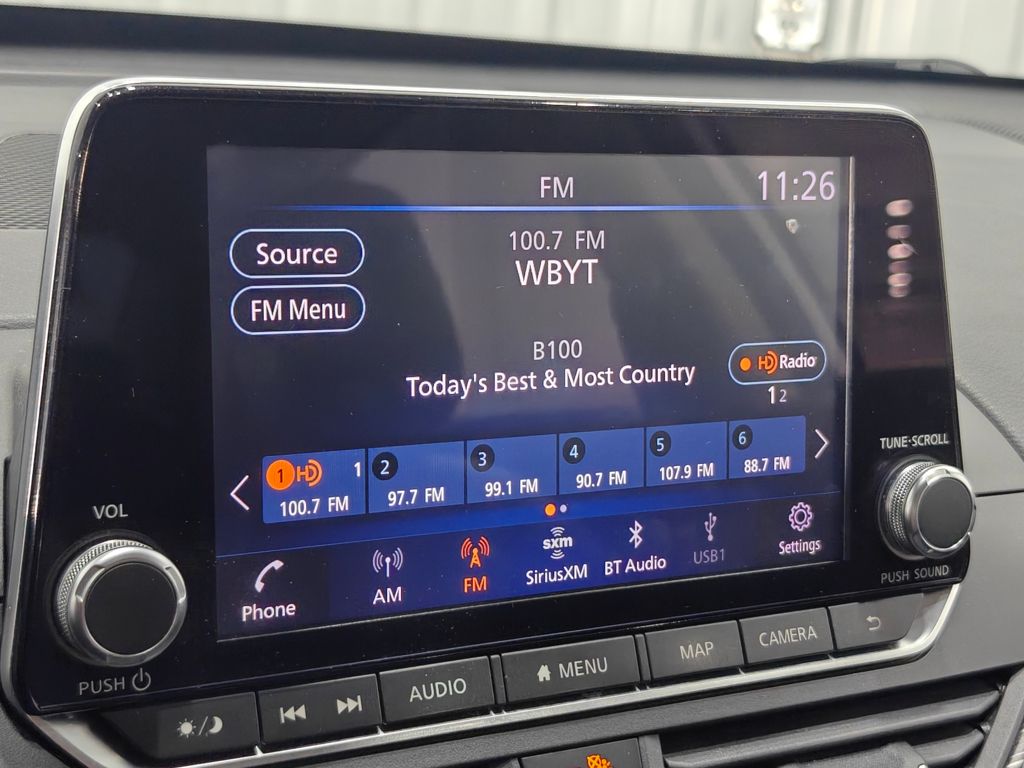 FM
11:26
Source
100.7 FM
WBYT
FM Menu
B100
Today's Best & Most Country
HD Radio
1 2
TUNE·SCROLL
1 HD 1
100.7 FM
2
97.7 FM
3
99.1 FM
4
90.7 FM
5
107.9 FM
6
88.7 FM
VOL
Phone
AM
FM
sxm
SiriusXM
BT Audio
USB1
Settings
PUSH SOUND
PUSH
AUDIO
MENU
MAP
CAMERA